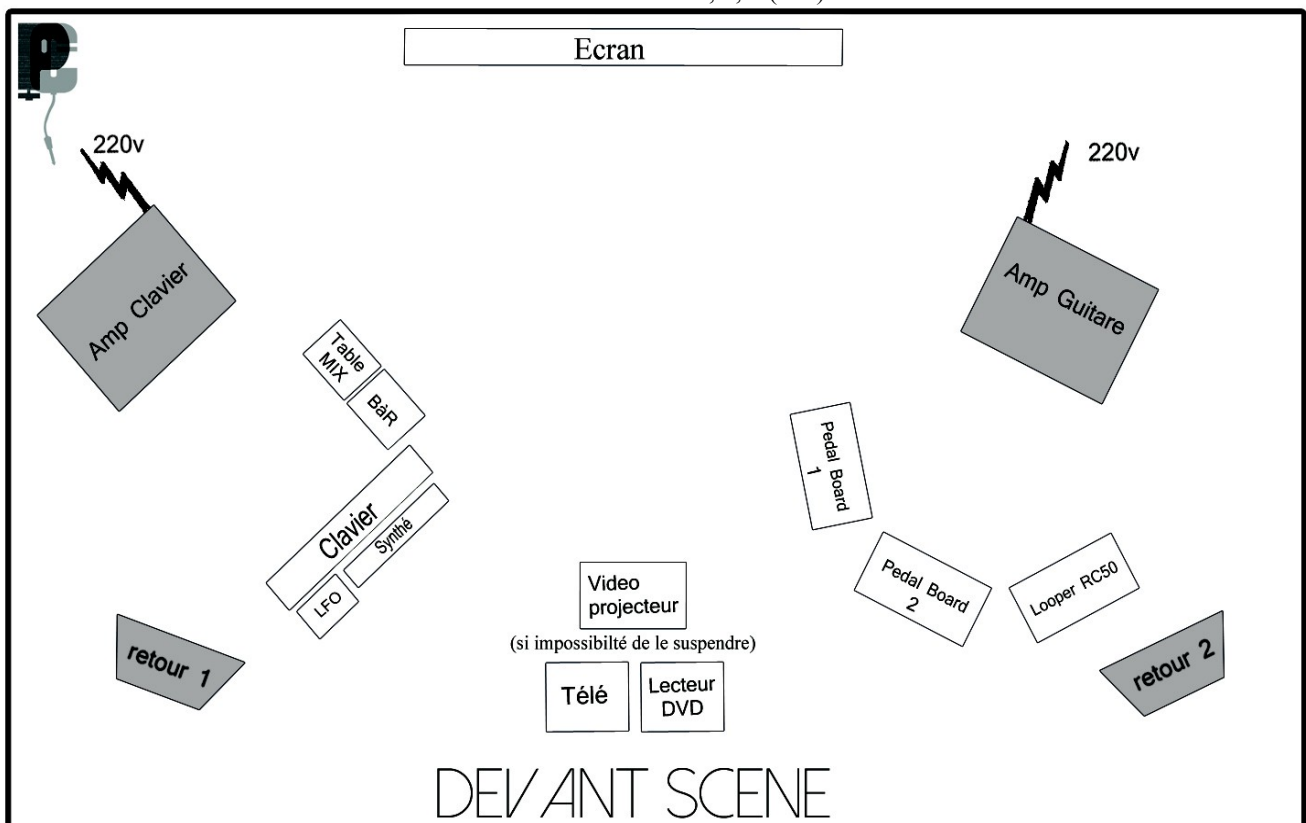 Ecran
220v
220v
Amp Clavier
Amp Guitare
Table
MIX
BàR
Pedal Board
1
Clavier
Synthé
LFO
Pedal Board
2
Looper RC50
Video
projecteur
(si impossibilté de le suspendre)
retour 1
retour 2
Télé
Lecteur
DVD
DEVANT SCENE